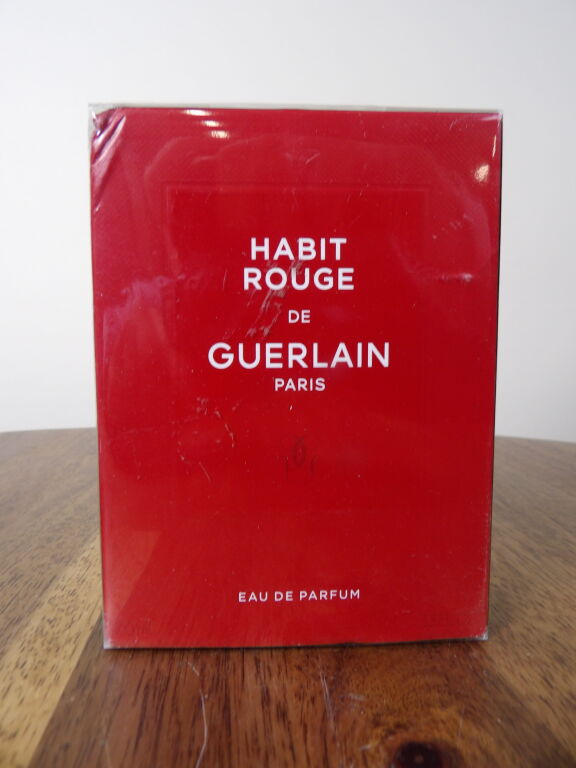 HABIT
ROUGE
DE
GUERLAIN
PARIS
EAU DE PARFUM